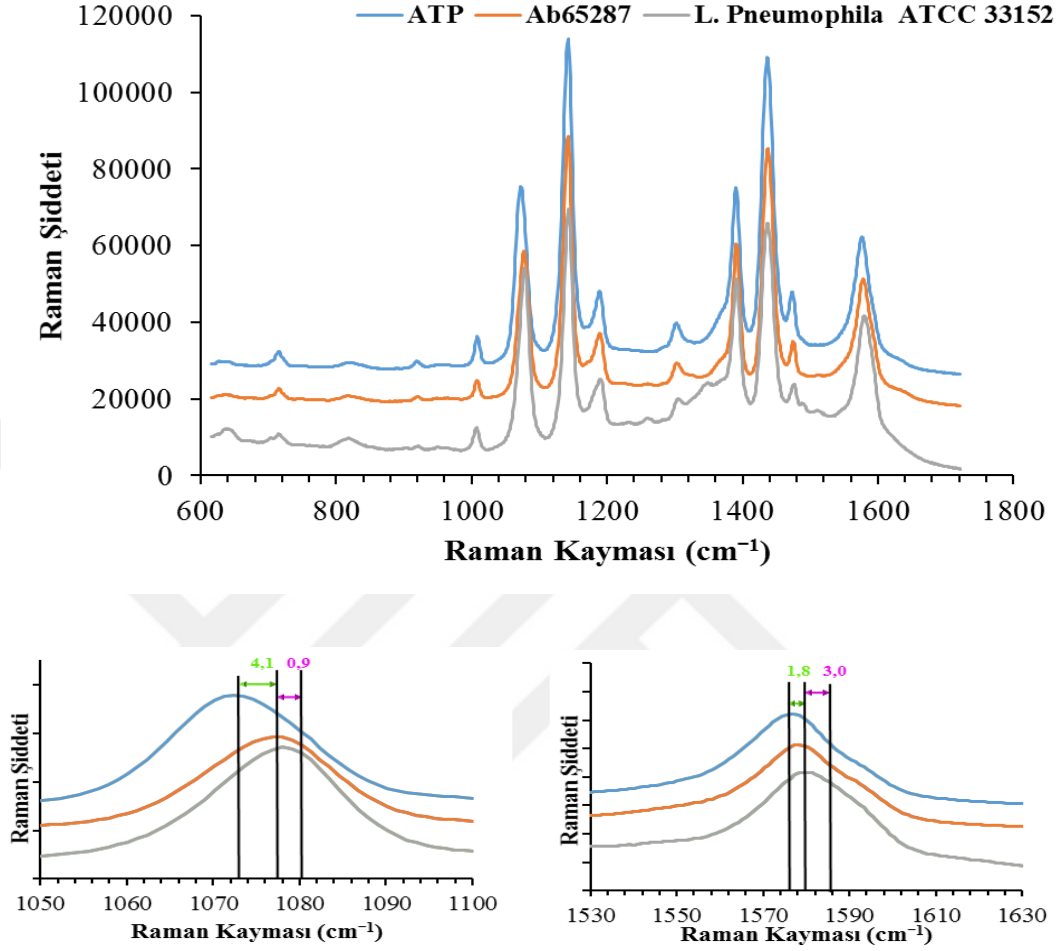 ATP Ab65287 L. Pneumophila ATCC 33152
120000
100000
80000
60000
40000
20000
0
Raman Şiddeti
600 800 1000 1200 1400 1600 1800
Raman Kayması (cm⁻¹)
4,1 0,9
Raman Şiddeti
1050 1060 1070 1080 1090 1100
Raman Kayması (cm⁻¹)
1,8 3,0
Raman Şiddeti
1530 1550 1570 1590 1610 1630
Raman Kayması (cm⁻¹)